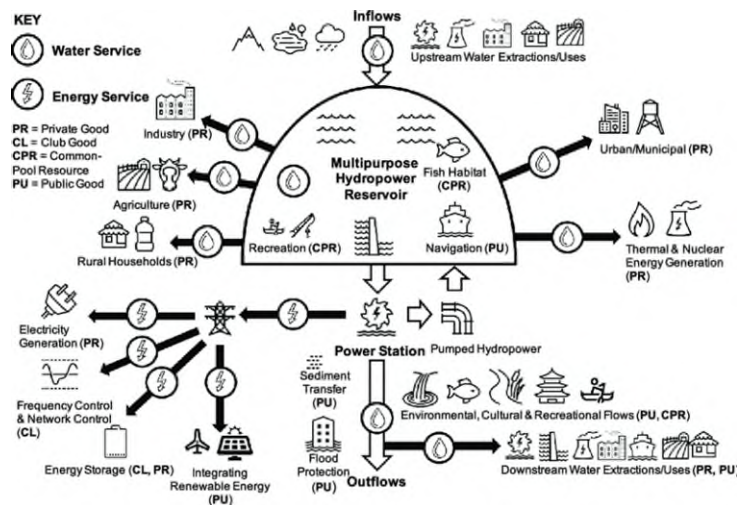 KEY
Water Service
Energy Service
PR = Private Good
CL = Club Good
CPR = Common-
Pool Resource
PU = Public Good
Inflows
Upstream Water Extractions/Uses
Industry (PR)
Agriculture (PR)
Rural Households (PR)
Multipurpose
Hydropower
Reservoir
Fish Habitat
(CPR)
Recreation (CPR)
Navigation (PU)
Urban/Municipal (PR)
Thermal & Nuclear
Energy Generation
(PR)
Electricity
Generation (PR)
Frequency Control
& Network Control
(CL)
Energy Storage (CL, PR)
Integrating
Renewable Energy
(PU)
Power Station
Pumped Hydropower
Sediment
Transfer
(PU)
Environmental, Cultural & Recreational Flows (PU, CPR)
Flood
Protection
(PU)
Outflows
Downstream Water Extractions/Uses (PR, PU)